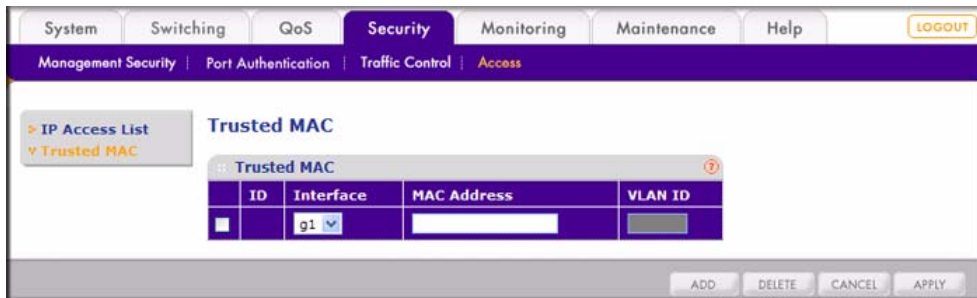 System Switching QoS Security Monitoring Maintenance Help LOGOUT
Management Security | Port Authentication | Traffic Control | Access
> IP Access List
˅ Trusted MAC
Trusted MAC
Trusted MAC ?
ID Interface MAC Address VLAN ID
g1
ADD DELETE CANCEL APPLY